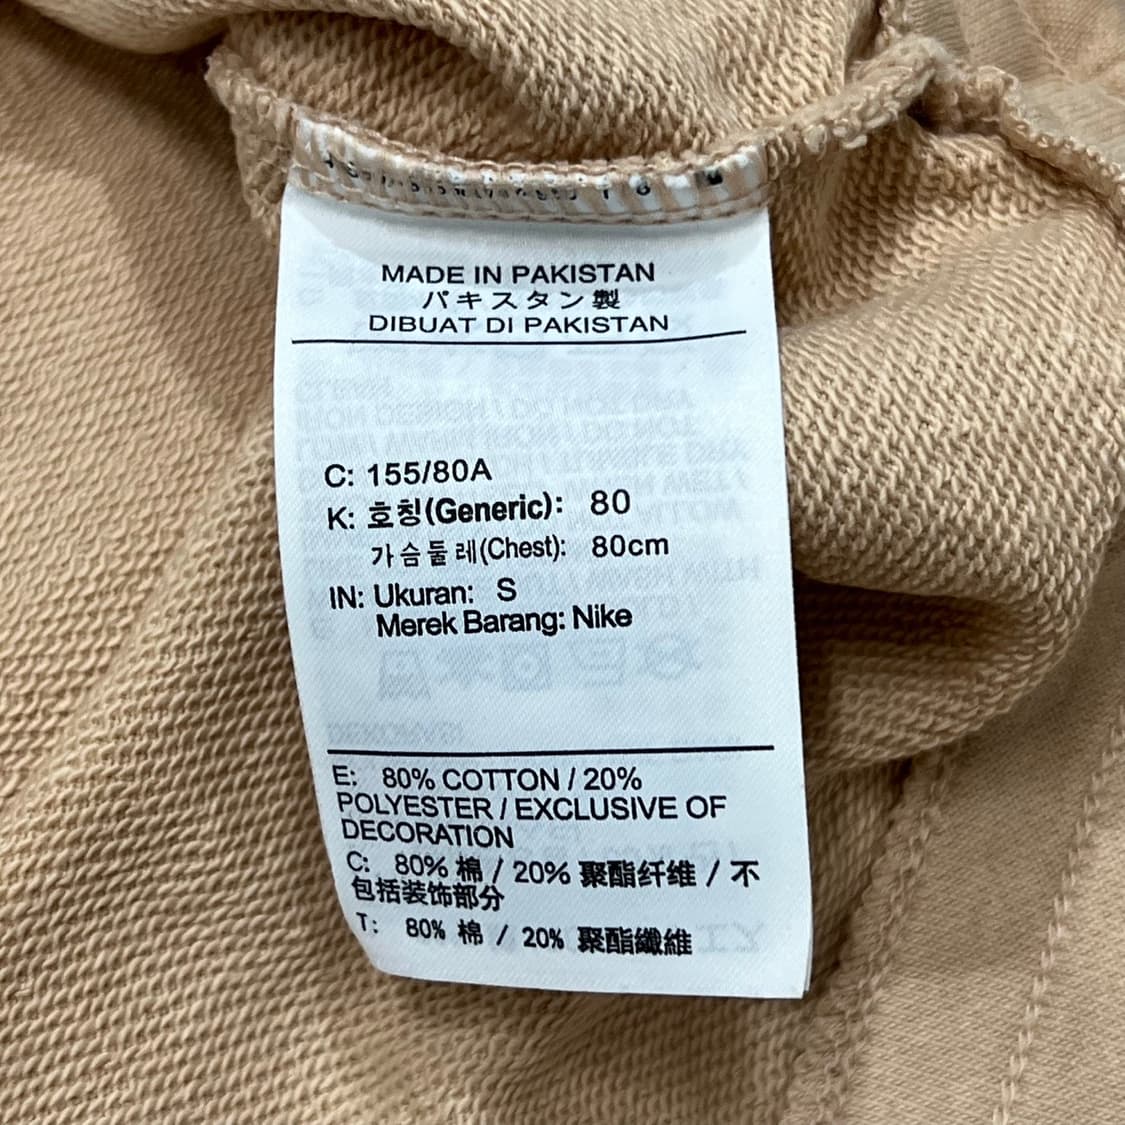 MADE IN PAKISTAN
パキスタン製
DIBUAT DI PAKISTAN
C: 155/80A
K: 호칭(Generic): 80
가슴둘레(Chest): 80cm
IN: Ukuran: S
Merek Barang: Nike
E: 80% COTTON / 20%
POLYESTER / EXCLUSIVE OF
DECORATION
C: 80% 棉 / 20% 聚酯纤维 / 不
包括装饰部分
T: 80% 棉 / 20% 聚酯纖維